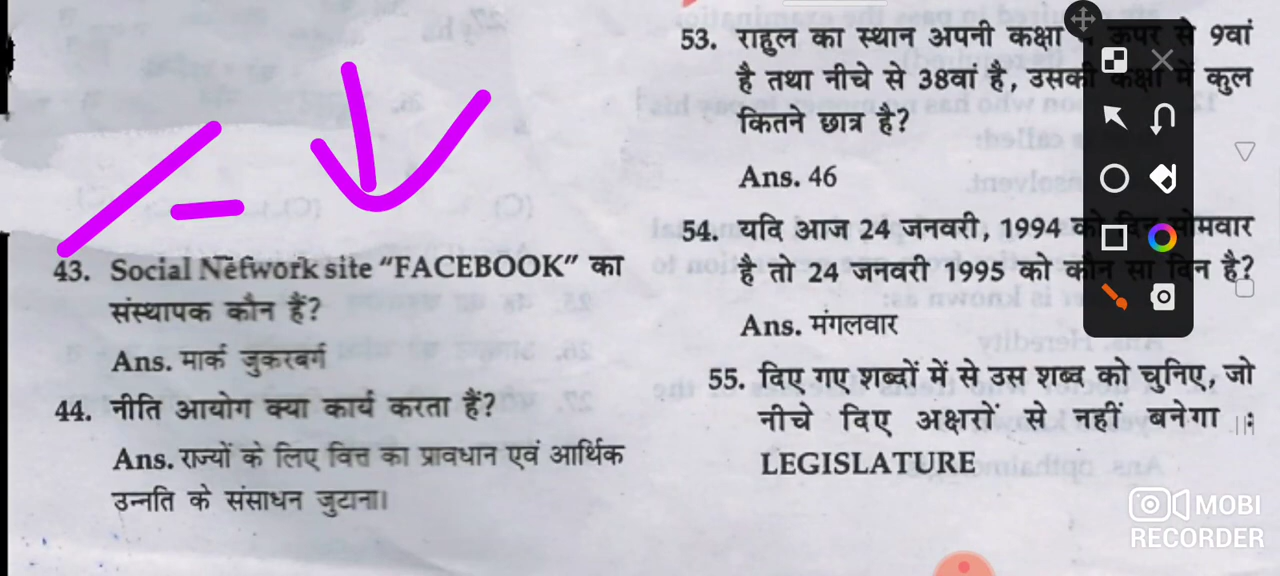 43. Social Network site “FACEBOOK” का
संस्थापक कौन हैं?
Ans. मार्क जुकरबर्ग
44. नीति आयोग क्या कार्य करता हैं?
Ans. राज्यों के लिए वित्त का प्रावधान एवं आर्थिक
उन्नति के संसाधन जुटाना।
53. राहुल का स्थान अपनी कक्षा में ऊपर से 9वां
है तथा नीचे से 38वां है, उसकी कक्षा में कुल
कितने छात्र है?
Ans. 46
54. यदि आज 24 जनवरी, 1994 को दिन सोमवार
है तो 24 जनवरी 1995 को कौन सा दिन है?
Ans. मंगलवार
55. दिए गए शब्दों में से उस शब्द को चुनिए, जो
नीचे दिए अक्षरों से नहीं बनेगा :
LEGISLATURE
MOBI
RECORDER